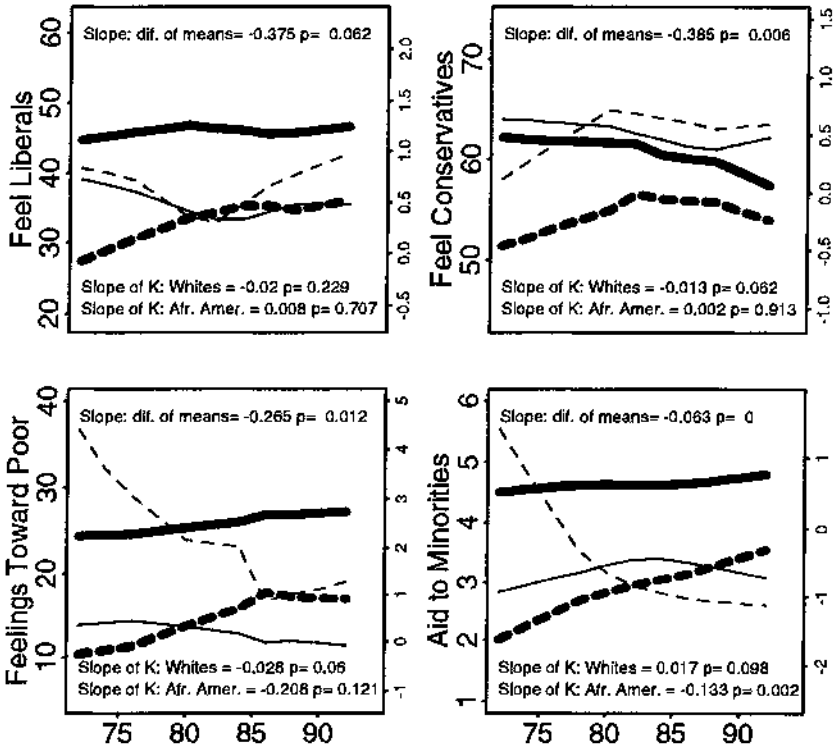 Feel Liberals
60
50
40
30
20
Slope: dif. of means= -0.375 p= 0.062
Slope of K: Whites = -0.02 p= 0.229
Slope of K: Afr. Amer. = 0.008 p= 0.707
2.0
1.5
1.0
0.5
0.0
-0.5
Feel Conservatives
70
60
50
Slope: dif. of means= -0.385 p= 0.006
Slope of K: Whites = -0.013 p= 0.062
Slope of K: Afr. Amer. = 0.002 p= 0.913
1.5
1.0
0.5
0.0
-0.5
-1.0
Feelings Toward Poor
40
30
20
10
Slope: dif. of means= -0.265 p= 0.012
Slope of K: Whites = -0.028 p= 0.06
Slope of K: Afr. Amer. = -0.208 p= 0.121
5
4
3
2
1
0
-1
75 80 85 90
Aid to Minorities
6
5
4
3
2
1
Slope: dif. of means= -0.063 p= 0
Slope of K: Whites = 0.017 p= 0.098
Slope of K: Afr. Amer. = -0.133 p= 0.002
1
0
-1
-2
75 80 85 90